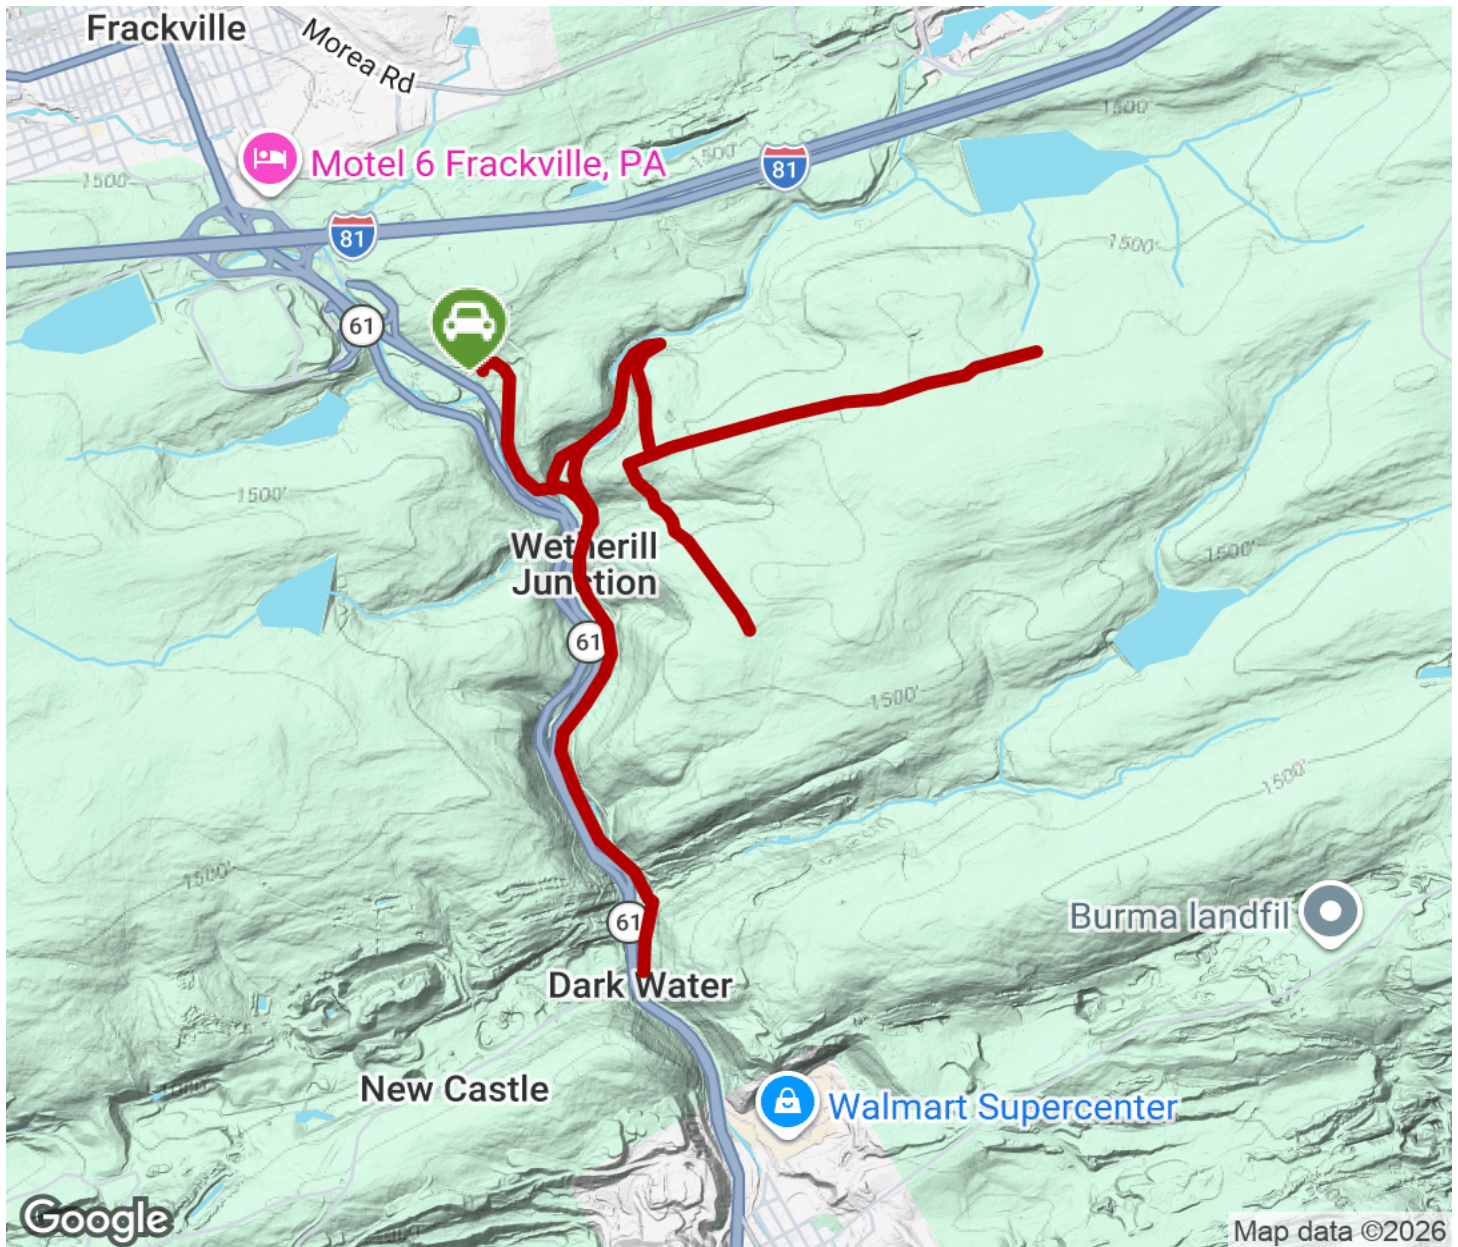 Frackville
Morea Rd
1500'
Motel 6 Frackville, PA
1500'
81
1500'
81
1500'
61
1500'
Wetherill
Junction
1500'
61
1500'
1500'
1500'
Burma landfil
61
Dark Water
New Castle
Walmart Supercenter
Google
Map data ©2026